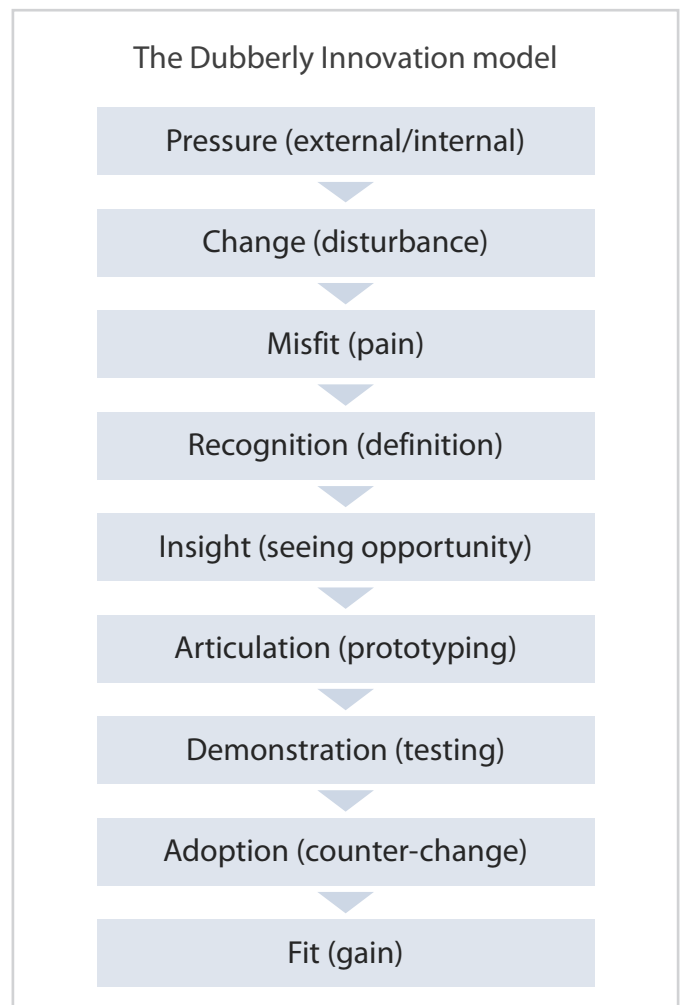 The Dubberly Innovation model
Pressure (external/internal)
Change (disturbance)
Misfit (pain)
Recognition (definition)
Insight (seeing opportunity)
Articulation (prototyping)
Demonstration (testing)
Adoption (counter-change)
Fit (gain)